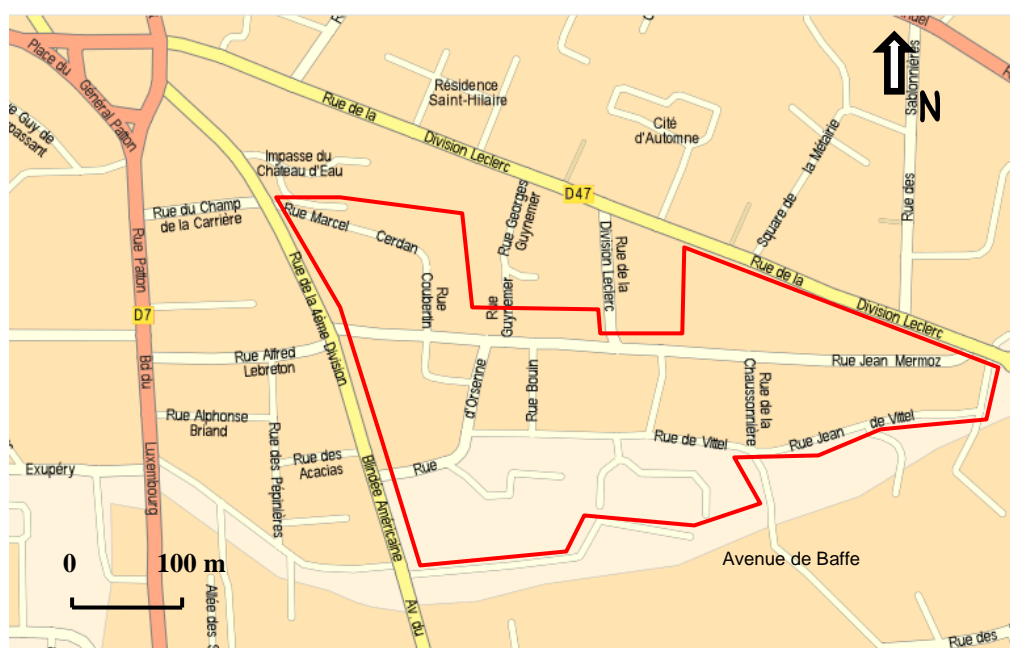 Place du
Général Patton
e Guy de
passant
Résidence
Saint-Hilaire
Rue de la
Division Leclerc
Cité
d'Automne
la Métairie
Square de
Sablonnières
Rue des
N
Impasse du
Château d'Eau
D47
Rue du Champ
de la Carrière
Rue Marcel
Cerdan
Rue Georges
Guynemer
Rue de la
Division Leclerc
Rue Patton
Rue de la 4ème Division
Rue
Coubertin
Rue
Guynemer
Rue de la
Division Leclerc
D7
Rue Alfred
Lebreton
Rue Jean Mermoz
Bd du
Luxembourg
Rue Alphonse
Briand
d'Orsenne
Rue
Rue Bouin
Rue de la
Chaussonnière
Rue de Vittel
Rue Jean
de Vittel
Exupéry
Rue des
Acacias
Rue des Pépinières
Blindée Américaine
Av. du
0
100 m
Allée des
Avenue de Baffe
Rue des